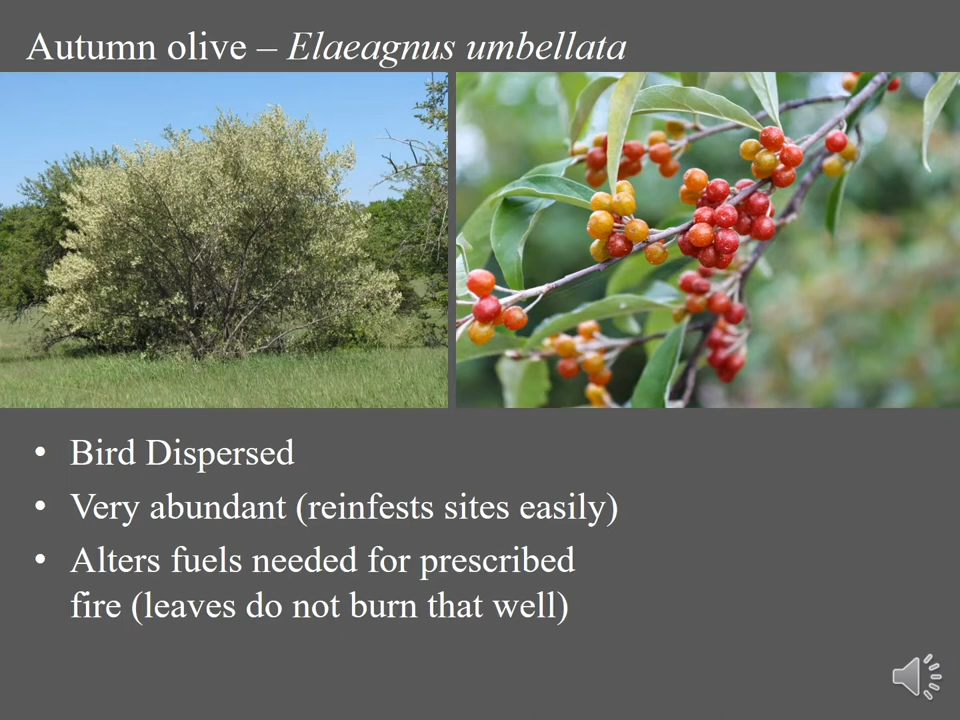 Autumn olive – Elaeagnus umbellata
• Bird Dispersed
• Very abundant (reinfests sites easily)
• Alters fuels needed for prescribed
fire (leaves do not burn that well)